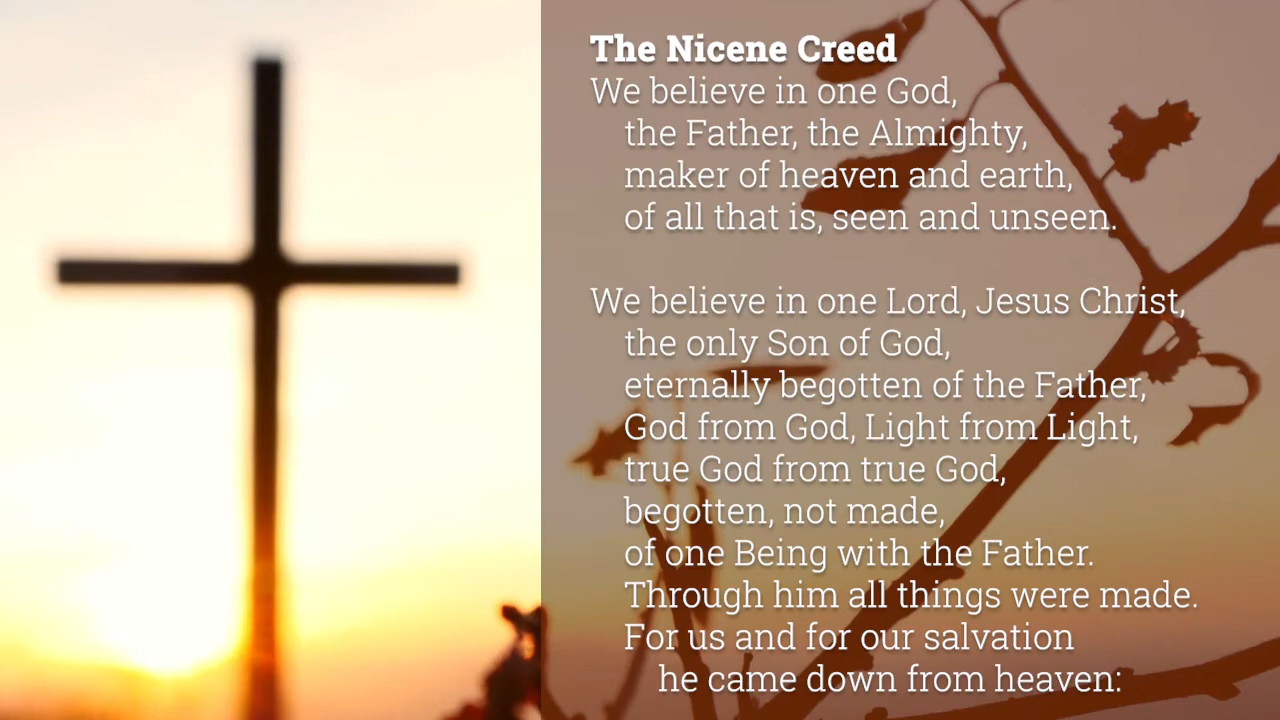 The Nicene Creed
We believe in one God,
the Father, the Almighty,
maker of heaven and earth,
of all that is, seen and unseen.
We believe in one Lord, Jesus Christ,
the only Son of God,
eternally begotten of the Father,
God from God, Light from Light,
true God from true God,
begotten, not made,
of one Being with the Father.
Through him all things were made.
For us and for our salvation
he came down from heaven: